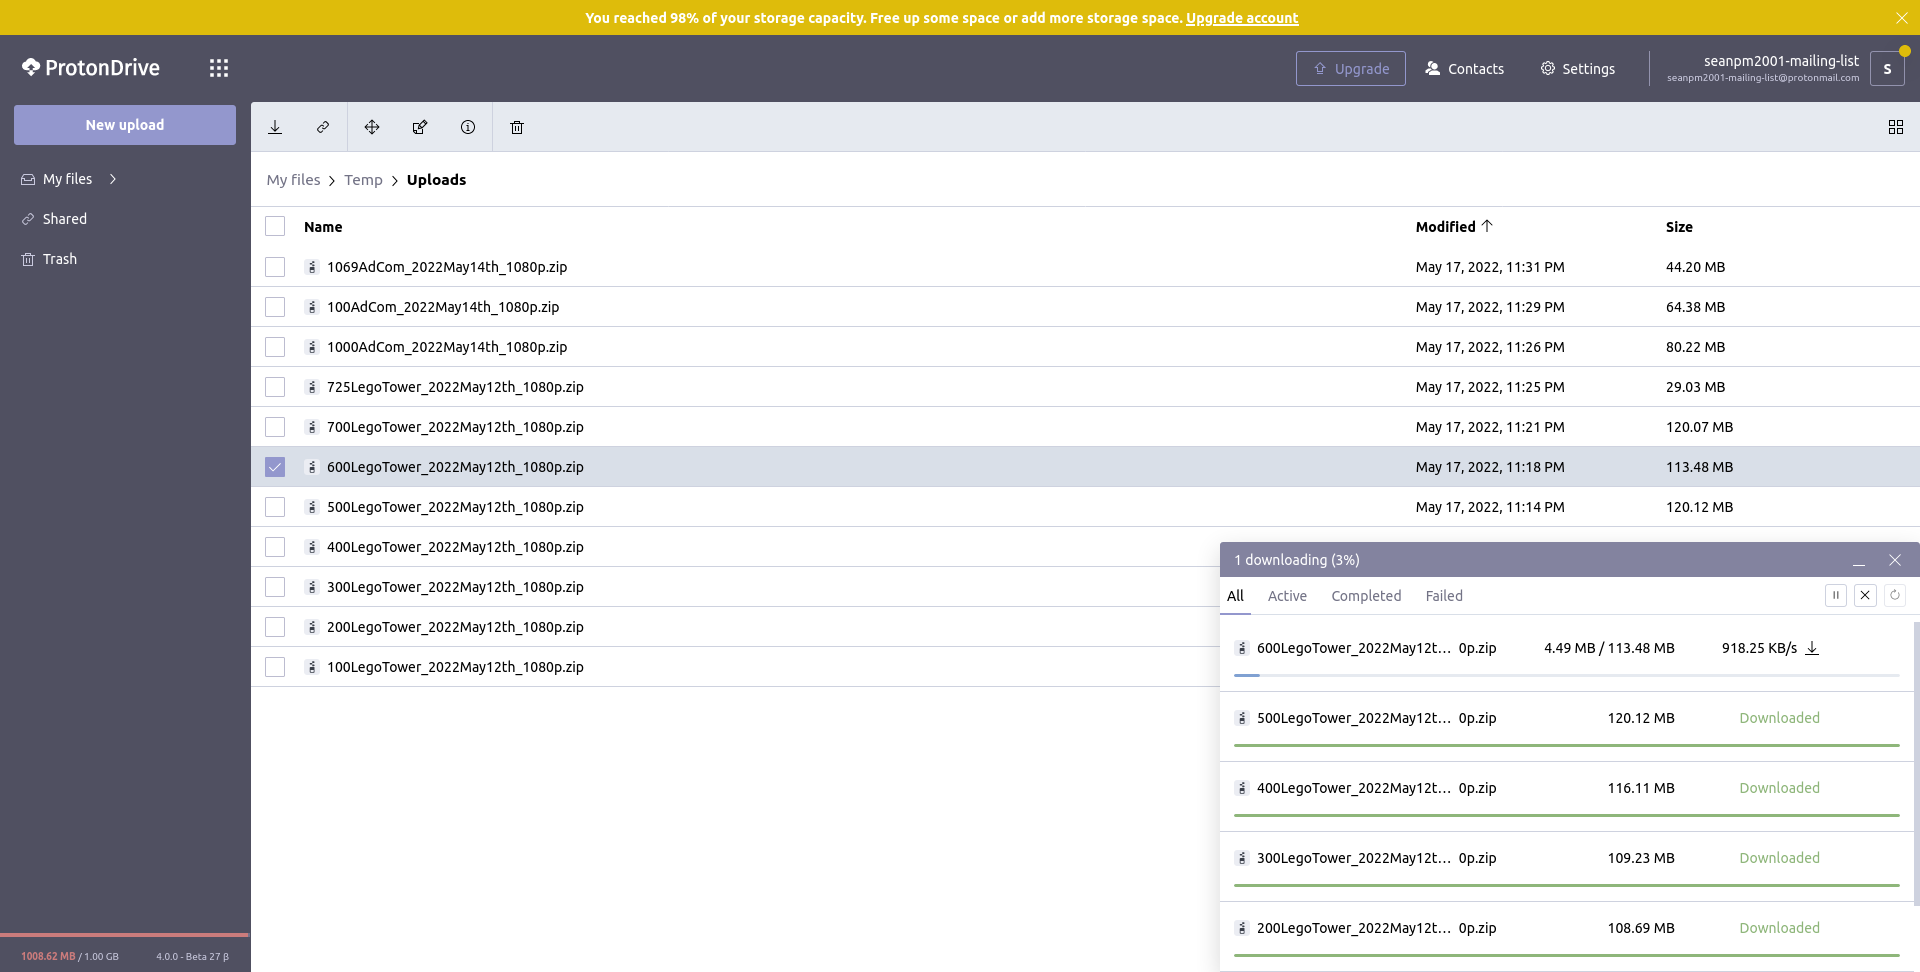 You reached 98% of your storage capacity. Free up some space or add more storage space. Upgrade account
ProtonDrive
Upgrade
Contacts
Settings
seanpm2001-mailing-list
seanpm2001-mailing-list@protonmail.com
S
New upload
My files
Shared
Trash
My files > Temp > Uploads
Name Modified Size
1069AdCom_2022May14th_1080p.zip May 17, 2022, 11:31 PM 44.20 MB
100AdCom_2022May14th_1080p.zip May 17, 2022, 11:29 PM 64.38 MB
1000AdCom_2022May14th_1080p.zip May 17, 2022, 11:26 PM 80.22 MB
725LegoTower_2022May12th_1080p.zip May 17, 2022, 11:25 PM 29.03 MB
700LegoTower_2022May12th_1080p.zip May 17, 2022, 11:21 PM 120.07 MB
600LegoTower_2022May12th_1080p.zip May 17, 2022, 11:18 PM 113.48 MB
500LegoTower_2022May12th_1080p.zip May 17, 2022, 11:14 PM 120.12 MB
400LegoTower_2022May12th_1080p.zip
300LegoTower_2022May12th_1080p.zip
200LegoTower_2022May12th_1080p.zip
100LegoTower_2022May12th_1080p.zip
1 downloading (3%)
All Active Completed Failed
600LegoTower_2022May12t... 0p.zip 4.49 MB / 113.48 MB 918.25 KB/s
500LegoTower_2022May12t... 0p.zip 120.12 MB Downloaded
400LegoTower_2022May12t... 0p.zip 116.11 MB Downloaded
300LegoTower_2022May12t... 0p.zip 109.23 MB Downloaded
200LegoTower_2022May12t... 0p.zip 108.69 MB Downloaded
1008.62 MB / 1.00 GB 4.0.0 - Beta 27 β